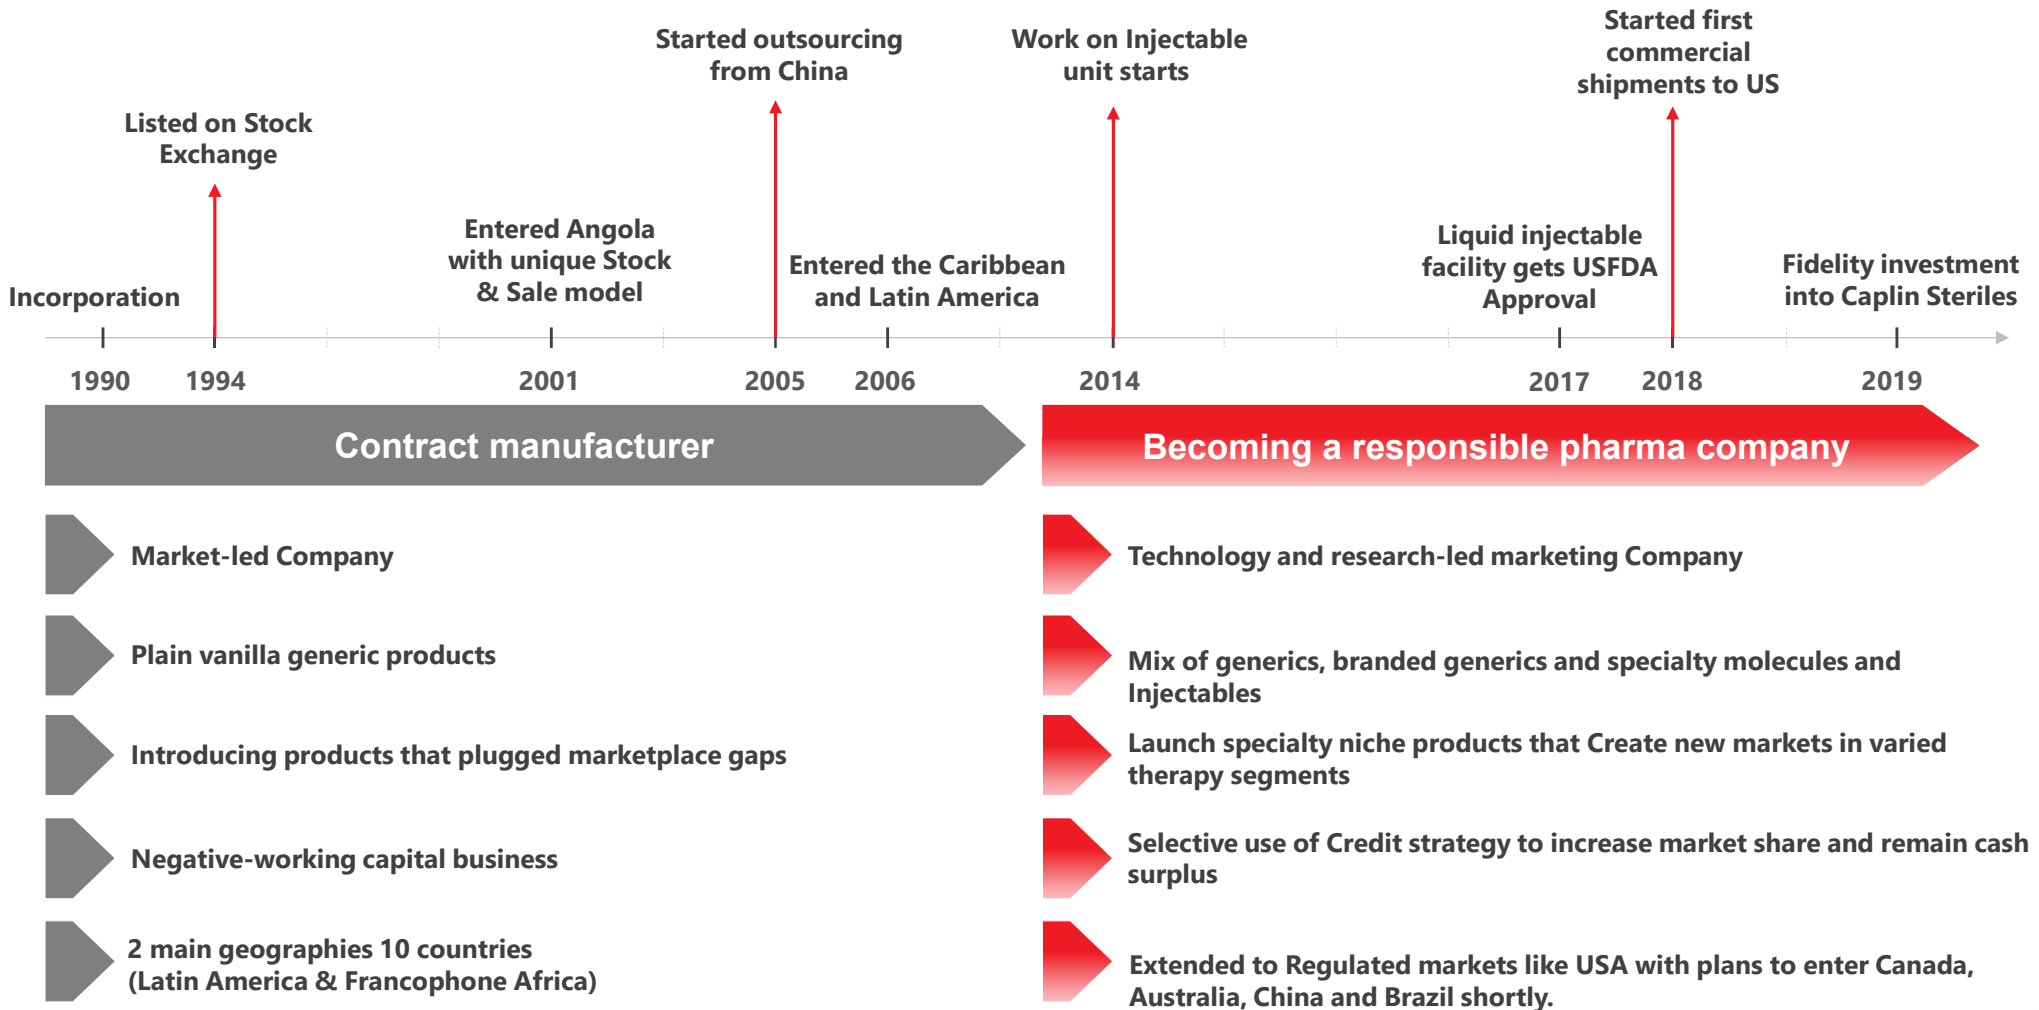 Started outsourcing
from China
Work on Injectable
unit starts
Started first
commercial
shipments to US
Listed on Stock
Exchange
Incorporation
Entered Angola
with unique Stock
& Sale model
Entered the Caribbean
and Latin America
Liquid injectable
facility gets USFDA
Approval
Fidelity investment
into Caplin Steriles
1990
1994
2001
2005
2006
2014
2017
2018
2019
Contract manufacturer
Becoming a responsible pharma company
Market-led Company
Plain vanilla generic products
Introducing products that plugged marketplace gaps
Negative-working capital business
2 main geographies 10 countries
(Latin America & Francophone Africa)
Technology and research-led marketing Company
Mix of generics, branded generics and specialty molecules and
Injectables
Launch specialty niche products that Create new markets in varied
therapy segments
Selective use of Credit strategy to increase market share and remain cash
surplus
Extended to Regulated markets like USA with plans to enter Canada,
Australia, China and Brazil shortly.